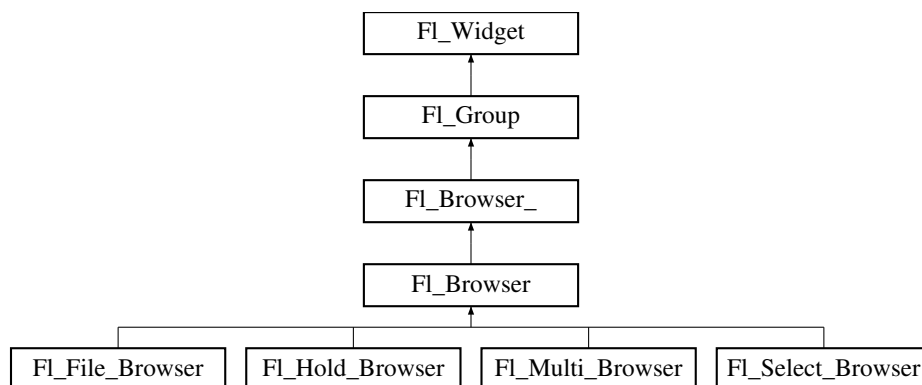 Fl_Widget
Fl_Group
Fl_Browser_
Fl_Browser
Fl_File_Browser Fl_Hold_Browser Fl_Multi_Browser Fl_Select_Browser